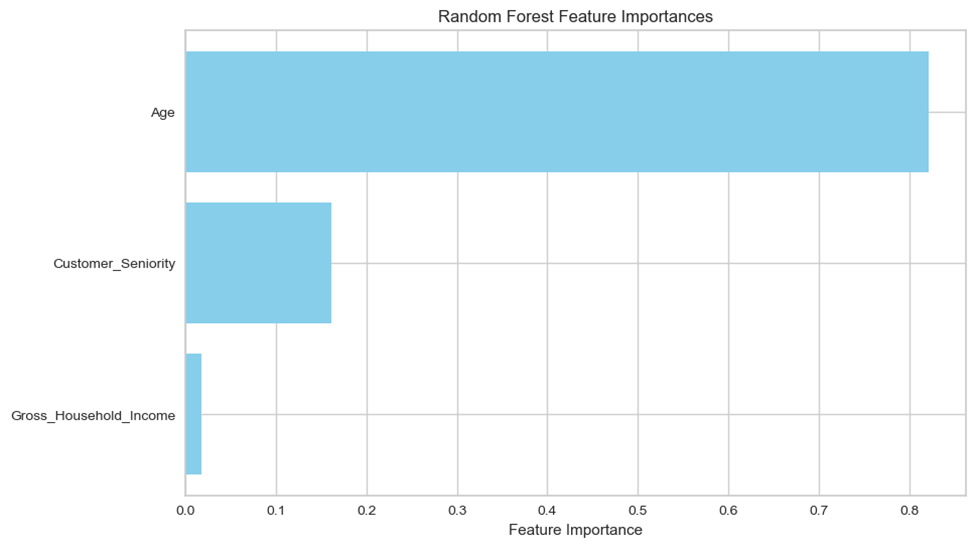 Random Forest Feature Importances
Age
Customer_Seniority
Gross_Household_Income
0.0 0.1 0.2 0.3 0.4 0.5 0.6 0.7 0.8
Feature Importance